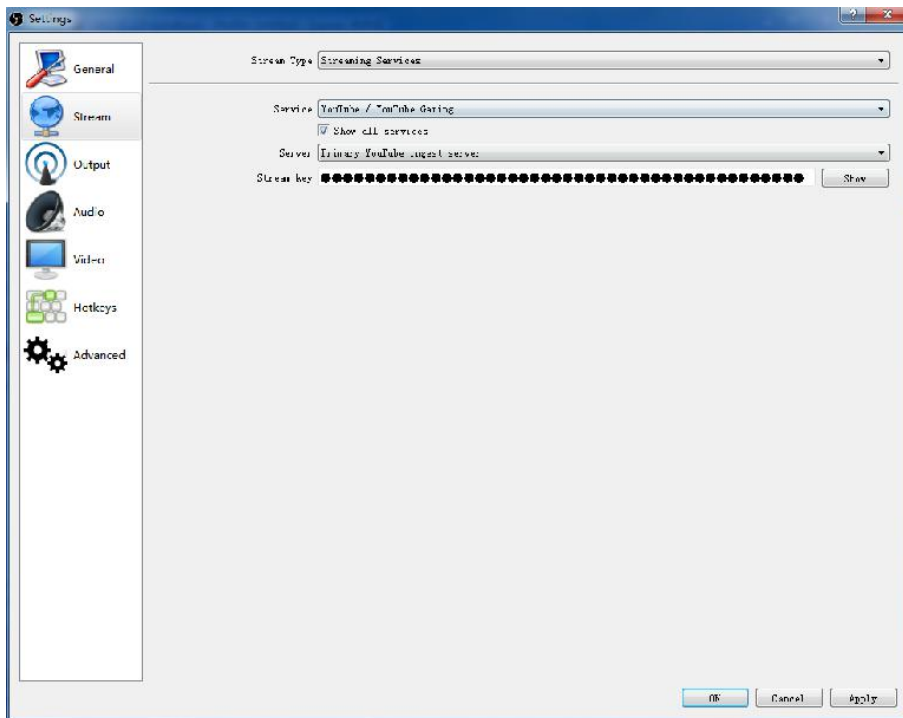 Settings
General
Stream
Output
Audio
Video
Hotkeys
Advanced
Stream Type Streaming Services
Service YouTube / YouTube Gaming
Show all services
Server Primary YouTube ingest server
Stream key
Show
OK Cancel Apply